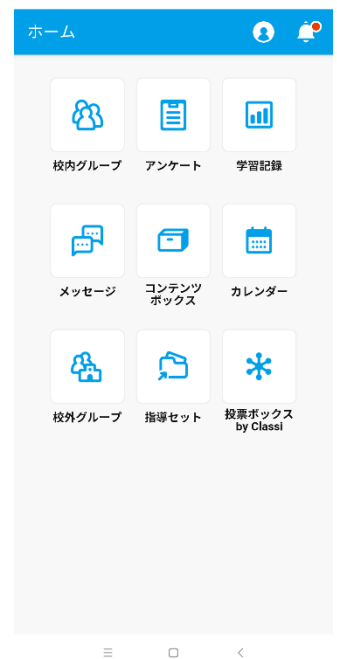 ホーム
校内グループ
アンケート
学習記録
メッセージ
コンテンツ
ボックス
カレンダー
校外グループ
指導セット
投票ボックス
by Classi